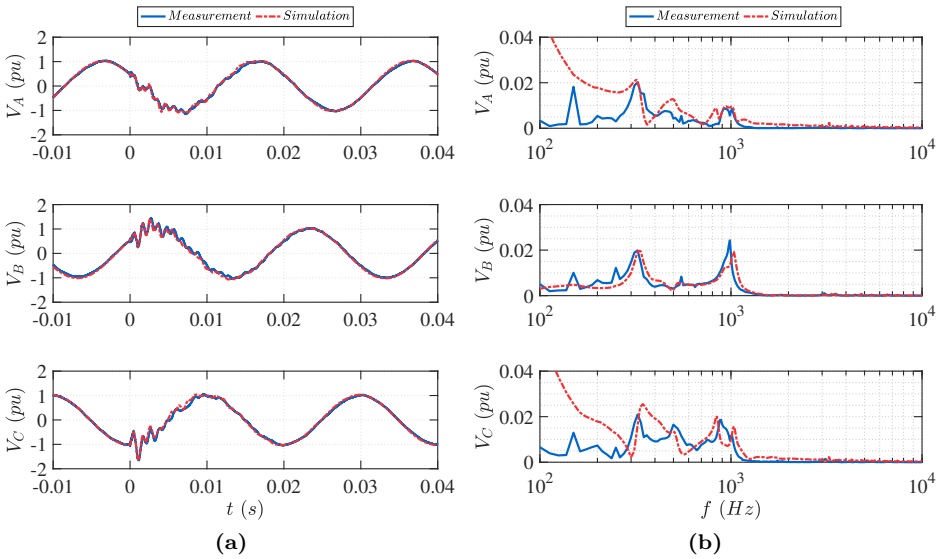 Measurement Simulation
V_A (pu)
2
1
0
-1
-2
-0.01 0 0.01 0.02 0.03 0.04
V_B (pu)
2
1
0
-1
-2
-0.01 0 0.01 0.02 0.03 0.04
V_C (pu)
2
1
0
-1
-2
-0.01 0 0.01 0.02 0.03 0.04
t (s)
(a)
Measurement Simulation
V_A (pu)
0.04
0.02
0
10^2 10^3 10^4
V_B (pu)
0.04
0.02
0
10^2 10^3 10^4
V_C (pu
0.04
0.02
0
10^2 10^3 10^4
f (Hz)
(b)